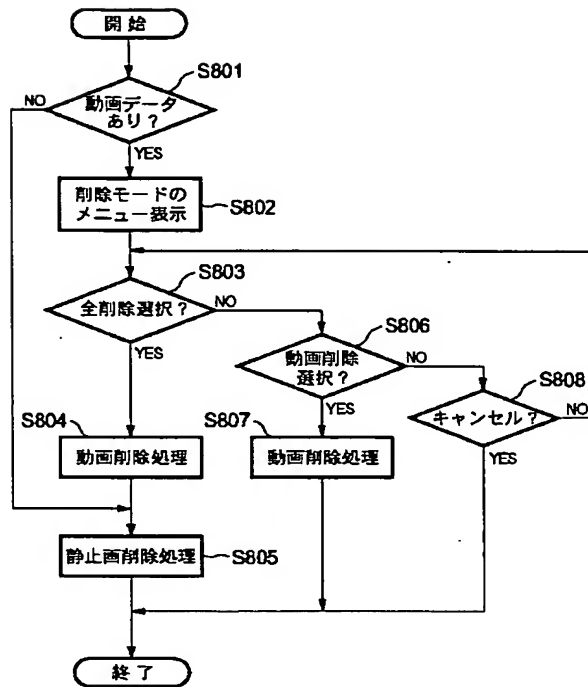 開 始
S801
動画データ
あり？
NO
YES
削除モードの
メニュー表示
S802
S803
全削除選択？
NO
YES
S806
動画削除
選択？
NO
YES
S808
キャンセル？
NO
YES
S804
動画削除処理
S807
動画削除処理
静止画削除処理
S805
終 了